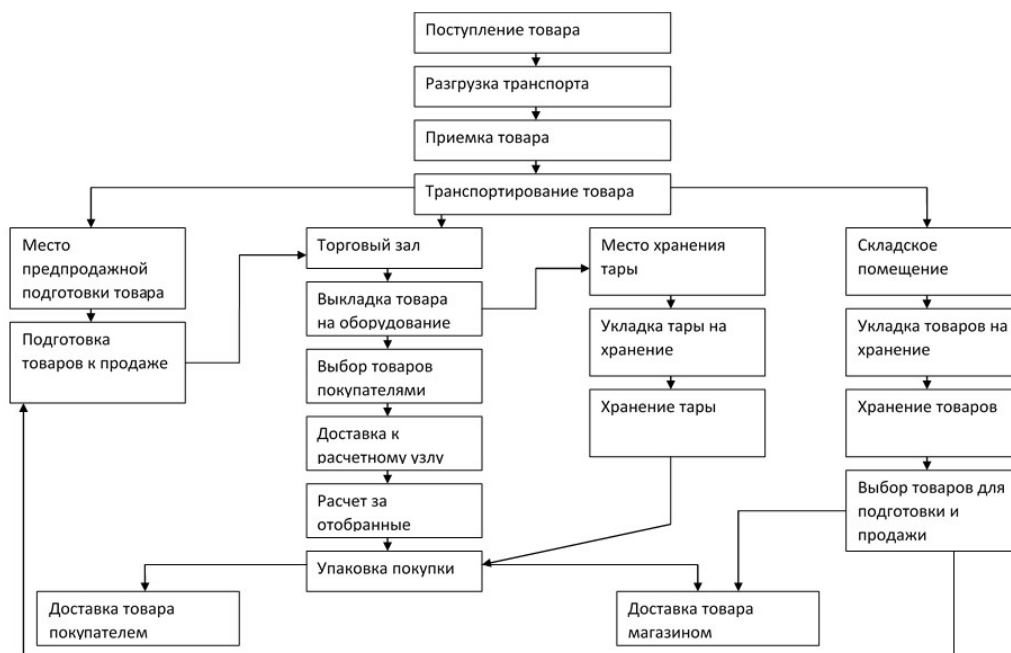 Поступление товара
Разгрузка транспорта
Приемка товара
Транспортирование товара
Место
предпродажной
подготовки товара
Торговый зал
Место хранения
тары
Складское
помещение
Подготовка
товаров к продаже
Выкладка товара
на оборудование
Укладка тары на
хранение
Укладка товаров на
хранение
Выбор товаров
покупателями
Хранение тары
Хранение товаров
Доставка к
расчетному узлу
Расчет за
отобранные
Выбор товаров для
подготовки и
продажи
Упаковка покупки
Доставка товара
покупателем
Доставка товара
магазином